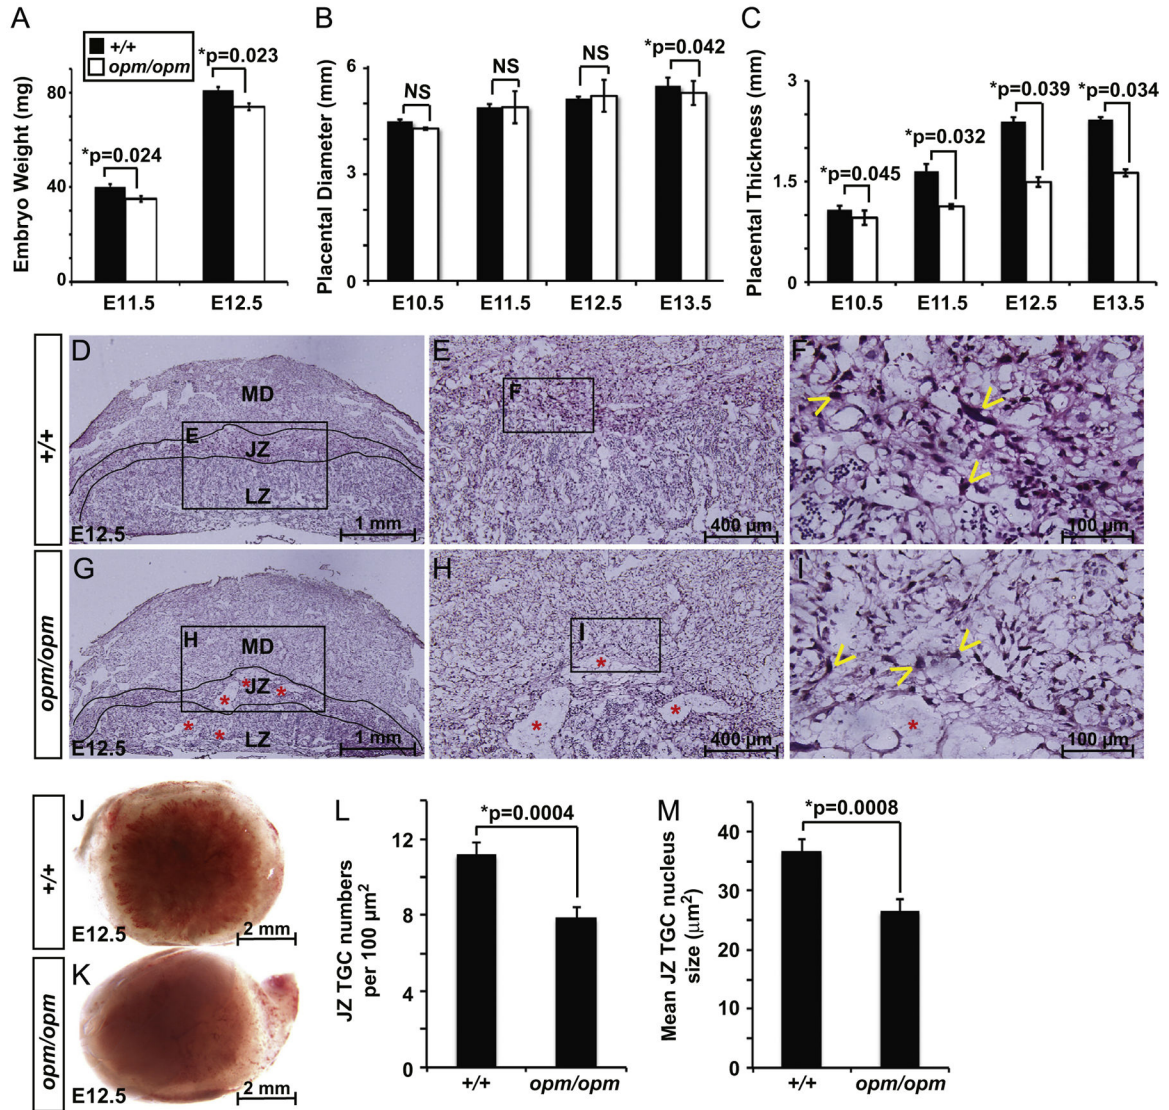 A
+/+
opm/opm
Embryo Weight (mg)
80
40
0
*p=0.024
*p=0.023
E11.5 E12.5
B
Placental Diameter (mm)
6
3
0
NS
NS
NS
*p=0.042
E10.5 E11.5 E12.5 E13.5
C
Placental Thickness (mm)
3
1.5
0
*p=0.045
*p=0.032
*p=0.039
*p=0.034
E10.5 E11.5 E12.5 E13.5
+/+
D
MD
E
JZ
LZ
E12.5
1 mm
E
F
400 µm
F
100 µm
opm/opm
G
H
MD
JZ
LZ
E12.5
1 mm
H
I
400 µm
I
100 µm
+/+
J
E12.5
2 mm
opm/opm
K
E12.5
2 mm
L
JZ TGC numbers
per 100 µm²
12
8
4
0
*p=0.0004
+/+ opm/opm
M
Mean JZ TGC nucleus
size (µm²)
40
30
25
20
10
0
*p=0.0008
+/+ opm/opm